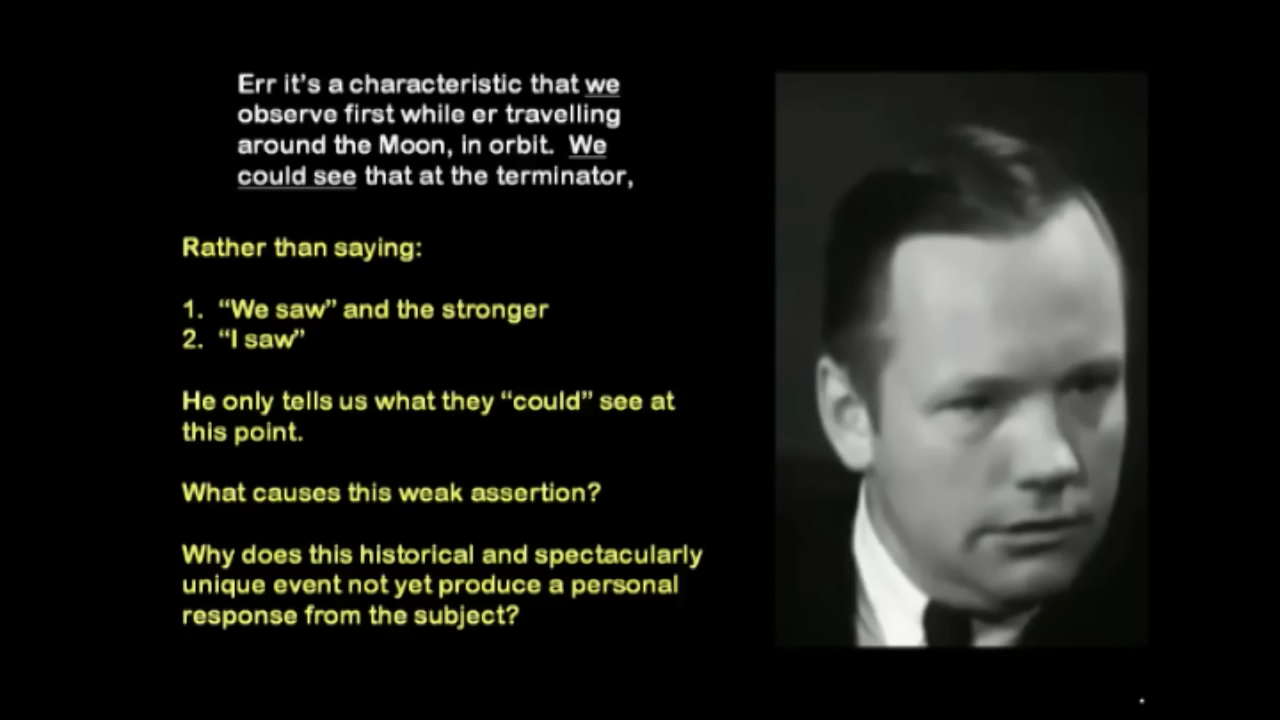 Err it's a characteristic that we
observe first while er travelling
around the Moon, in orbit.  We
could see that at the terminator,
Rather than saying:
1.  “We saw” and the stronger
2.  “I saw”
He only tells us what they “could” see at
this point.
What causes this weak assertion?
Why does this historical and spectacularly
unique event not yet produce a personal
response from the subject?